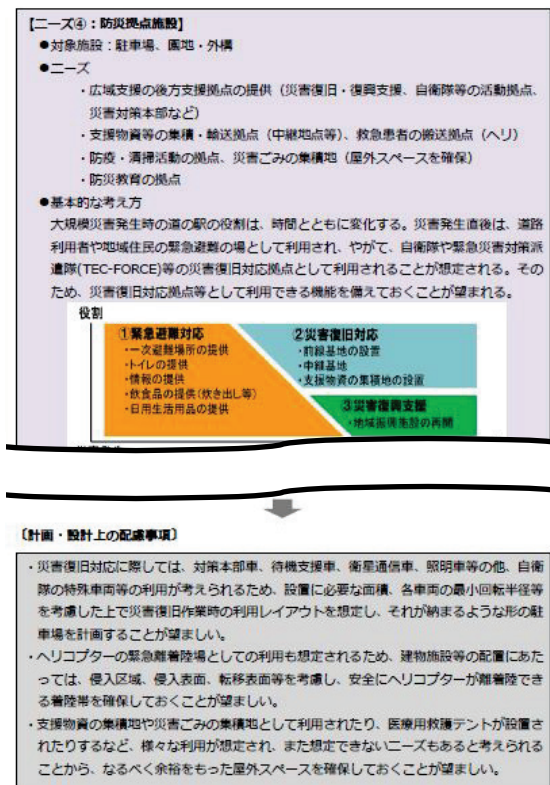 【ニーズ④：防災拠点施設】
●対象施設：駐車場、園地・外構
●ニーズ
・広域支援の後方支援拠点の提供（災害復旧・復興支援、自衛隊等の活動拠点、
災害対策本部など）
・支援物資等の集積・輸送拠点（中継地点等）、救急患者の搬送拠点（ヘリ）
・防疫・清掃活動の拠点、災害ごみの集積地（屋外スペースを確保）
・防災教育の拠点
●基本的な考え方
大規模災害発生時の道の駅の役割は、時間とともに変化する。災害発生直後は、道路
利用者や地域住民の緊急避難の場として利用され、やがて、自衛隊や緊急災害対策派
遣隊(TEC-FORCE)等の災害復旧対応拠点として利用されることが想定される。その
ため、災害復旧対応拠点等として利用できる機能を備えておくことが望まれる。
役割
①緊急避難対応
・一次避難場所の提供
・トイレの提供
・情報の提供
・飲食品の提供(炊き出し等)
・日用生活用品の提供
②災害復旧対応
・前線基地の設置
・中継基地
・支援物資の集積地の設置
③災害復興支援
・地域振興施設の再開
〔計画・設計上の配慮事項〕
・災害復旧対応に際しては、対策本部車、待機支援車、衛星通信車、照明車等の他、自衛
隊の特殊車両等の利用が考えられるため、設置に必要な面積、各車両の最小回転半径等
を考慮した上で災害復旧作業時の利用レイアウトを想定し、それが納まるような形の駐
車場を計画することが望ましい。
・ヘリコプターの緊急離着陸場としての利用も想定されるため、建物施設等の配置にあた
っては、侵入区域、侵入表面、転移表面等を考慮し、安全にヘリコプターが離着陸でき
る着陸帯を確保しておくことが望ましい。
・支援物資の集積地や災害ごみの集積地として利用されたり、医療用救護テントが設置さ
れたりするなど、様々な利用が想定され、また想定できないニーズもあると考えられる
ことから、なるべく余裕をもった屋外スペースを確保しておくことが望ましい。